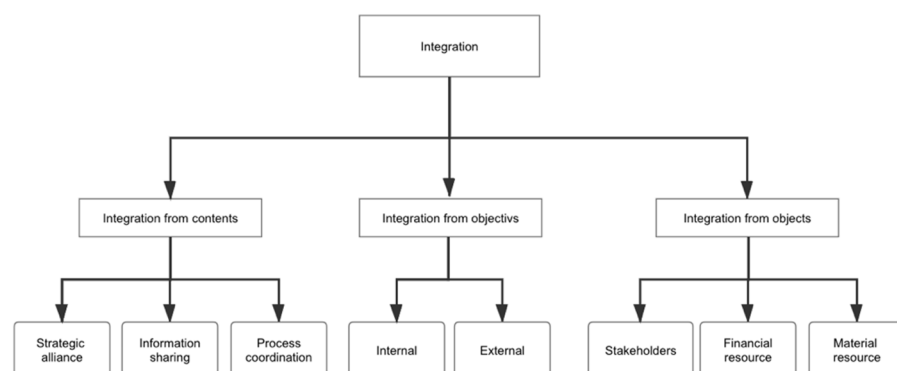 Integration
Integration from contents
Integration from objectivs
Integration from objects
Strategic
alliance
Information
sharing
Process
coordination
Internal
External
Stakeholders
Financial
resource
Material
resource